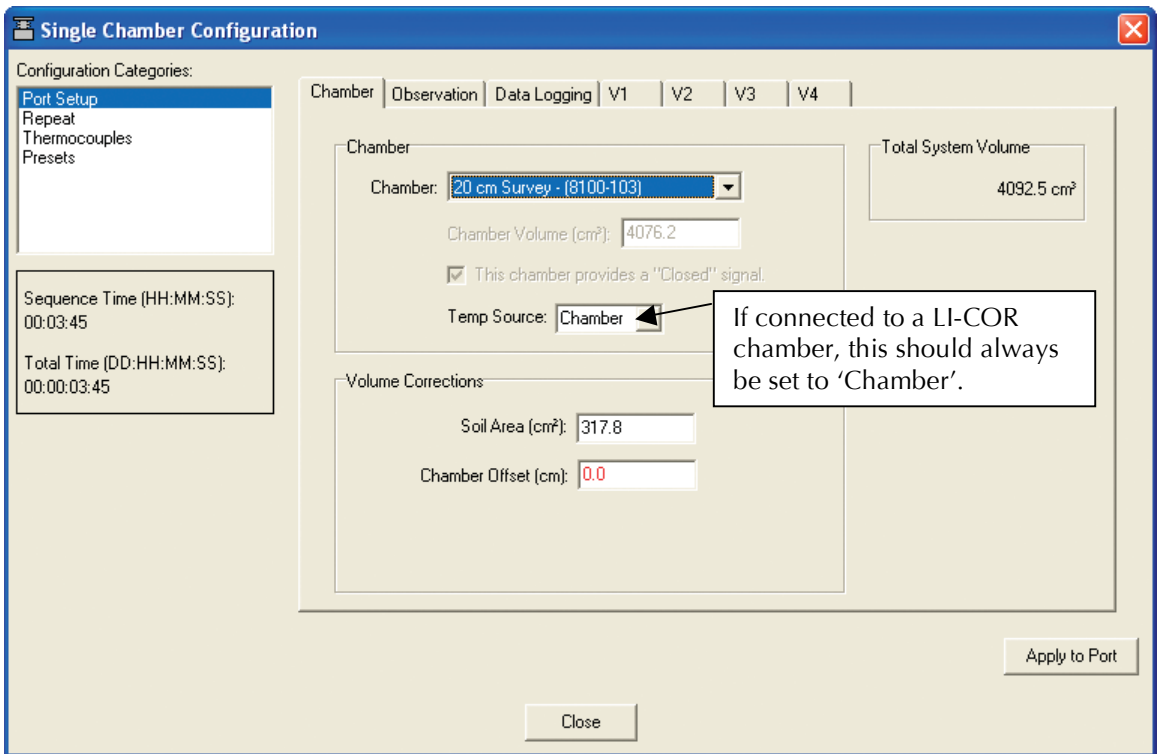 Single Chamber Configuration
Configuration Categories:
Port Setup
Repeat
Thermocouples
Presets
Sequence Time (HH:MM:SS):
00:03:45
Total Time (DD:HH:MM:SS):
00:00:03:45
Chamber Observation Data Logging V1 V2 V3 V4
Chamber
Chamber: 20 cm Survey - (8100-103)
Chamber Volume (cm³): 4076.2
This chamber provides a "Closed" signal.
Temp Source: Chamber
Total System Volume
4092.5 cm³
If connected to a LI-COR
chamber, this should always
be set to ‘Chamber’.
Volume Corrections
Soil Area (cm²): 317.8
Chamber Offset (cm): 0.0
Apply to Port
Close